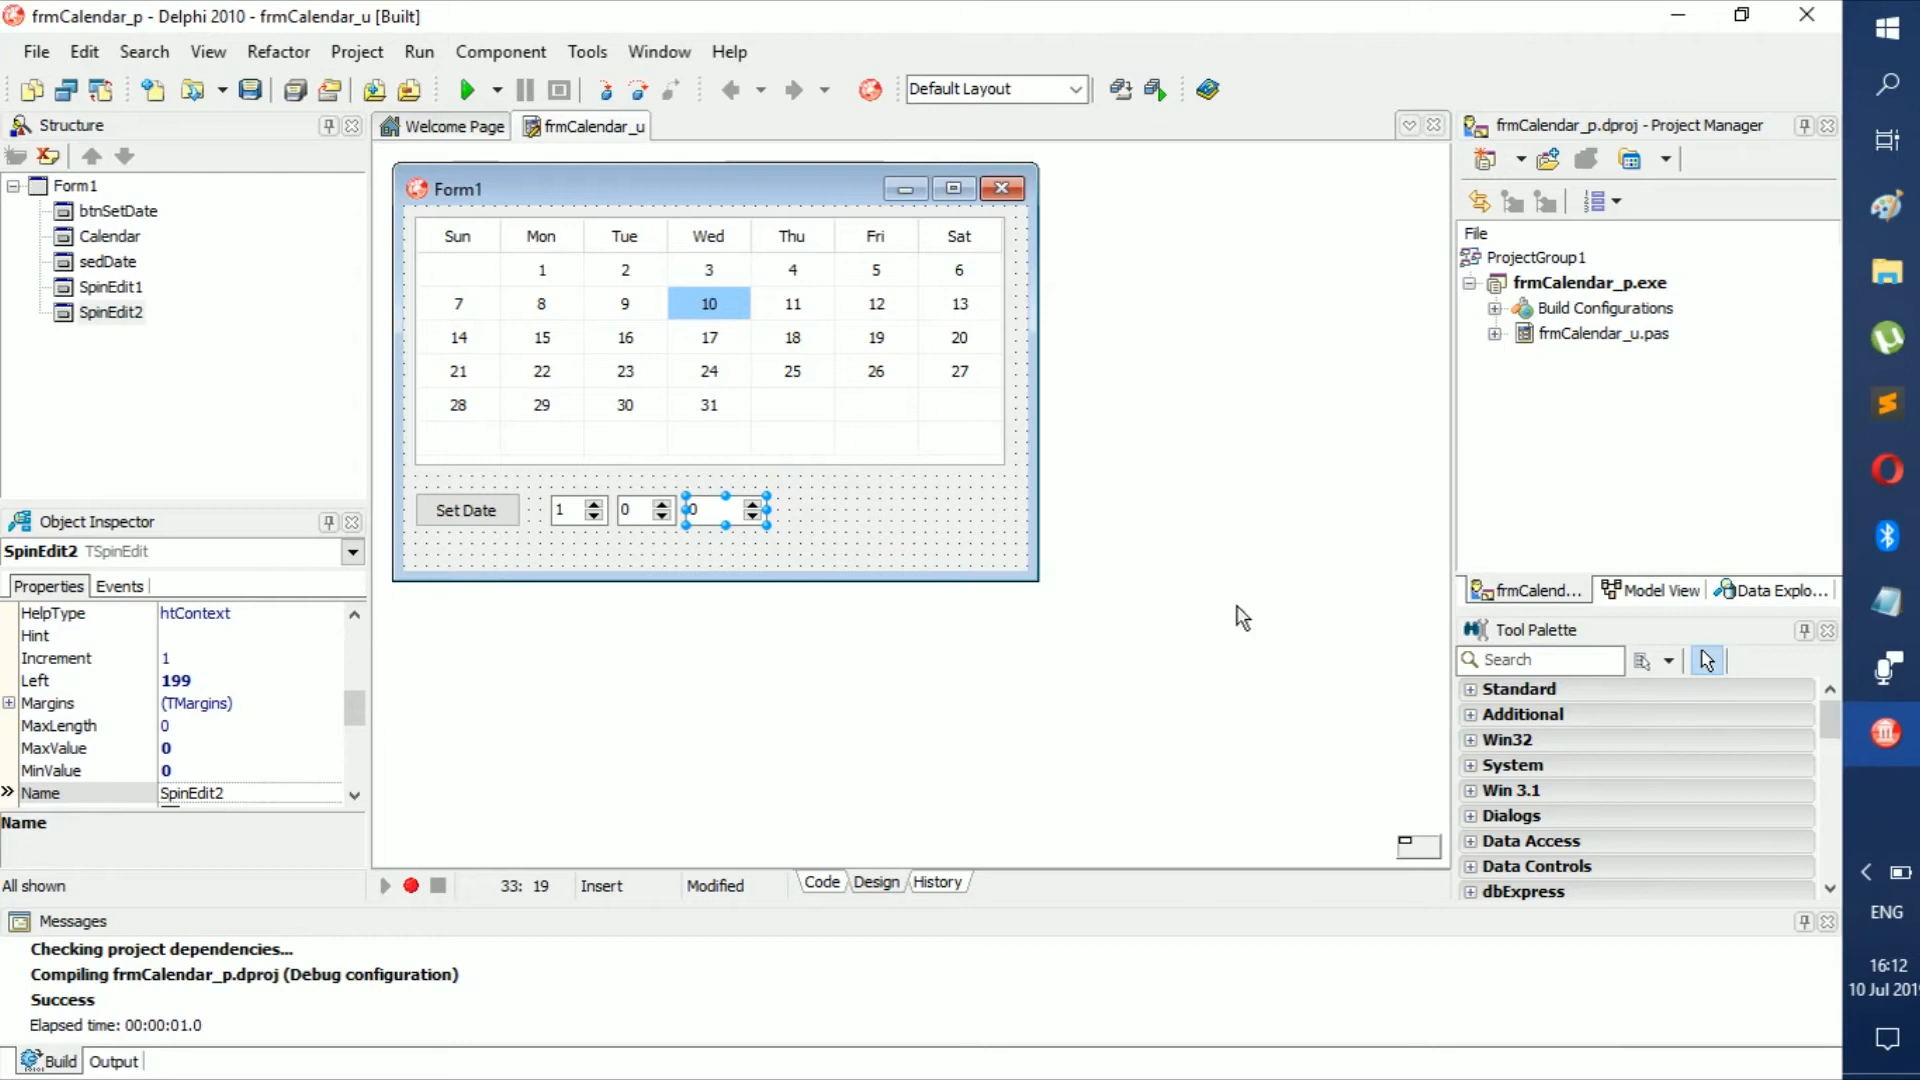 frmCalendar_p - Delphi 2010 - frmCalendar_u [Built]
File Edit Search View Refactor Project Run Component Tools Window Help
Default Layout
Structure
Welcome Page frmCalendar_u
frmCalendar_p.dproj - Project Manager
Form1
btnSetDate
Calendar
sedDate
SpinEdit1
SpinEdit2
Form1
Sun Mon Tue Wed Thu Fri Sat
1 2 3 4 5 6
7 8 9 10 11 12 13
14 15 16 17 18 19 20
21 22 23 24 25 26 27
28 29 30 31
Set Date 1 0 0
File
ProjectGroup1
frmCalendar_p.exe
Build Configurations
frmCalendar_u.pas
Object Inspector
SpinEdit2 TSpinEdit
Properties Events
HelpType htContext
Hint
Increment 1
Left 199
Margins (TMargins)
MaxLength 0
MaxValue 0
MinValue 0
Name SpinEdit2
Name
All shown
frmCalend... Model View Data Explo...
Tool Palette
Search
Standard
Additional
Win32
System
Win 3.1
Dialogs
Data Access
Data Controls
dbExpress
33: 19 Insert Modified Code Design History
Messages
Checking project dependencies...
Compiling frmCalendar_p.dproj (Debug configuration)
Success
Elapsed time: 00:00:01.0
Build Output
ENG
16:12
10 Jul 201